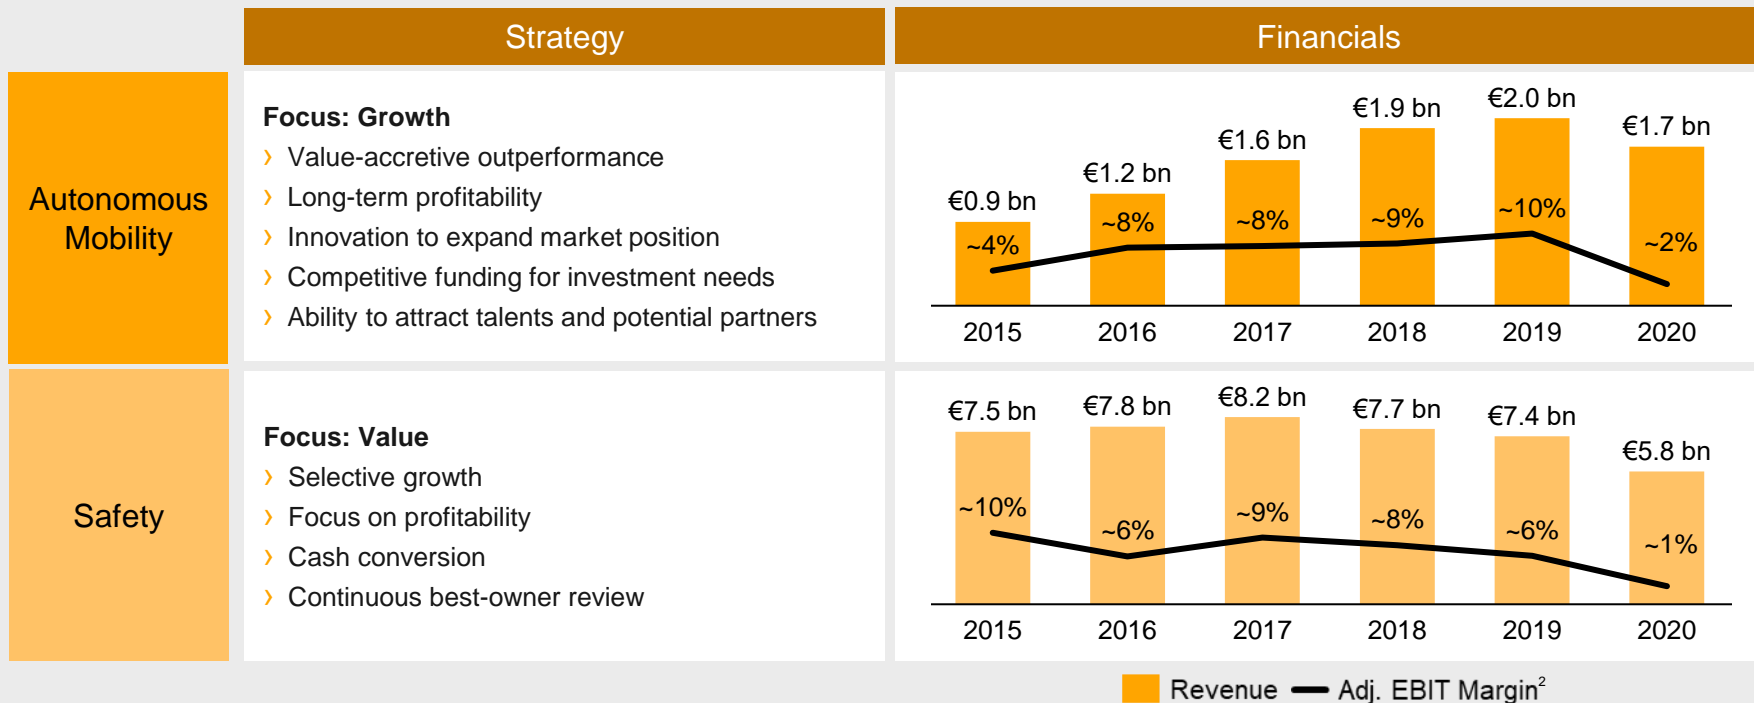 Strategy
Financials
Autonomous
Mobility
Focus: Growth
› Value-accretive outperformance
› Long-term profitability
› Innovation to expand market position
› Competitive funding for investment needs
› Ability to attract talents and potential partners
€0.9 bn
€1.2 bn
€1.6 bn
€1.9 bn
€2.0 bn
€1.7 bn
~4%
~8%
~8%
~9%
~10%
~2%
2015
2016
2017
2018
2019
2020
Safety
Focus: Value
› Selective growth
› Focus on profitability
› Cash conversion
› Continuous best-owner review
€7.5 bn
€7.8 bn
€8.2 bn
€7.7 bn
€7.4 bn
€5.8 bn
~10%
~6%
~9%
~8%
~6%
~1%
2015
2016
2017
2018
2019
2020
Revenue
Adj. EBIT Margin²